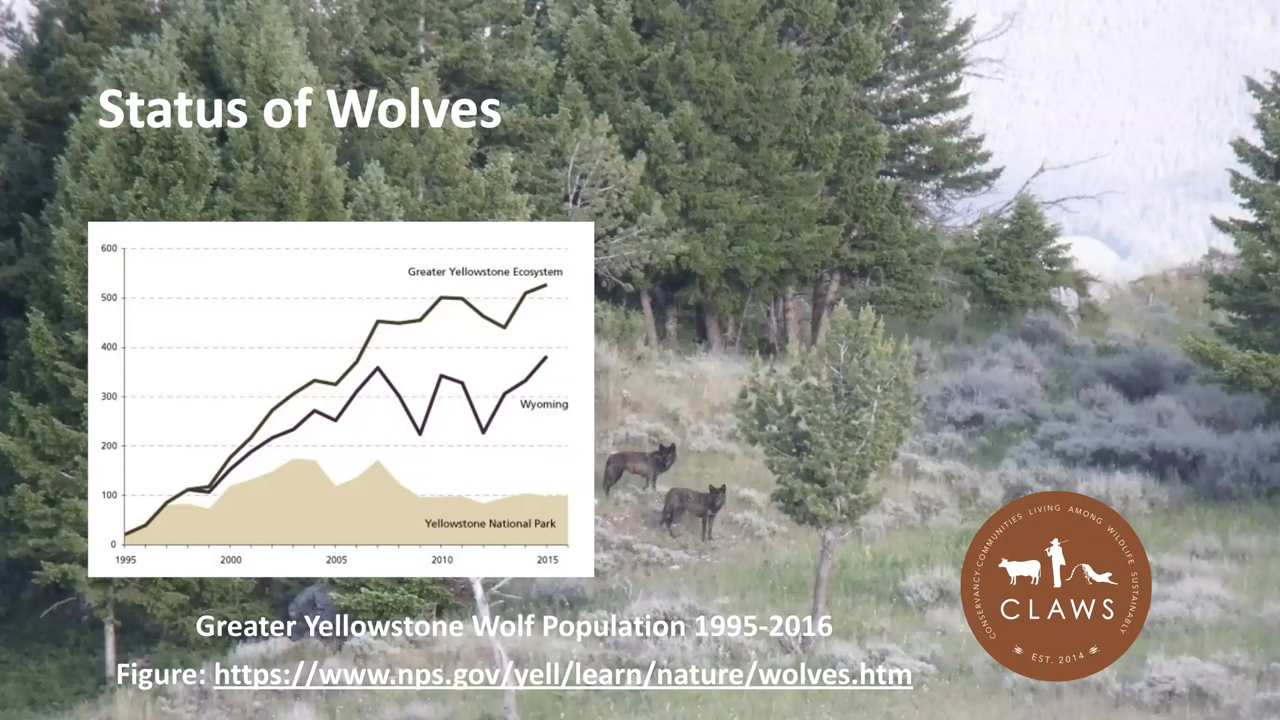 Status of Wolves
600
Greater Yellowstone Ecosystem
500
400
300
Wyoming
200
100
Yellowstone National Park
0
1995
2000
2005
2010
2015
Greater Yellowstone Wolf Population 1995-2016
Figure: https://www.nps.gov/yell/learn/nature/wolves.htm
CONSERVANCY·COMMUNITIES LIVING AMONG WILDLIFE SUSTAINABLY
CLAWS
EST. 2014